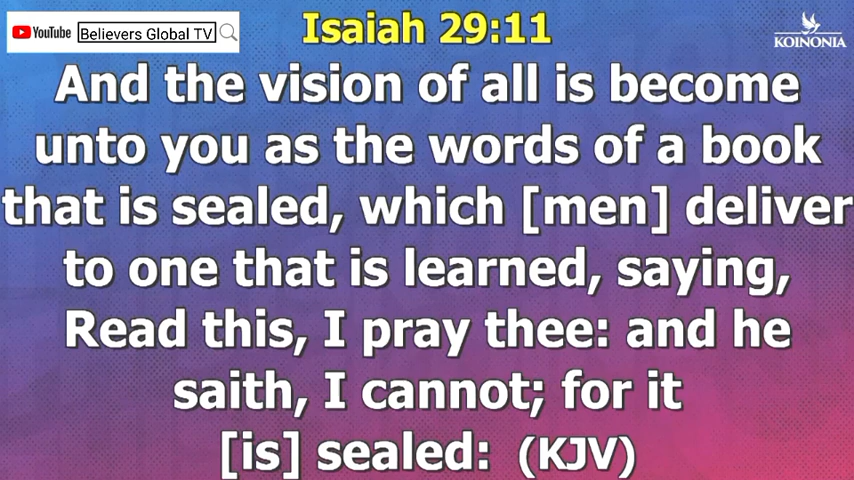 YouTube Believers Global TV
Isaiah 29:11
KOINONIA
And the vision of all is become
unto you as the words of a book
that is sealed, which [men] deliver
to one that is learned, saying,
Read this, I pray thee: and he
saith, I cannot; for it
[is] sealed: (KJV)